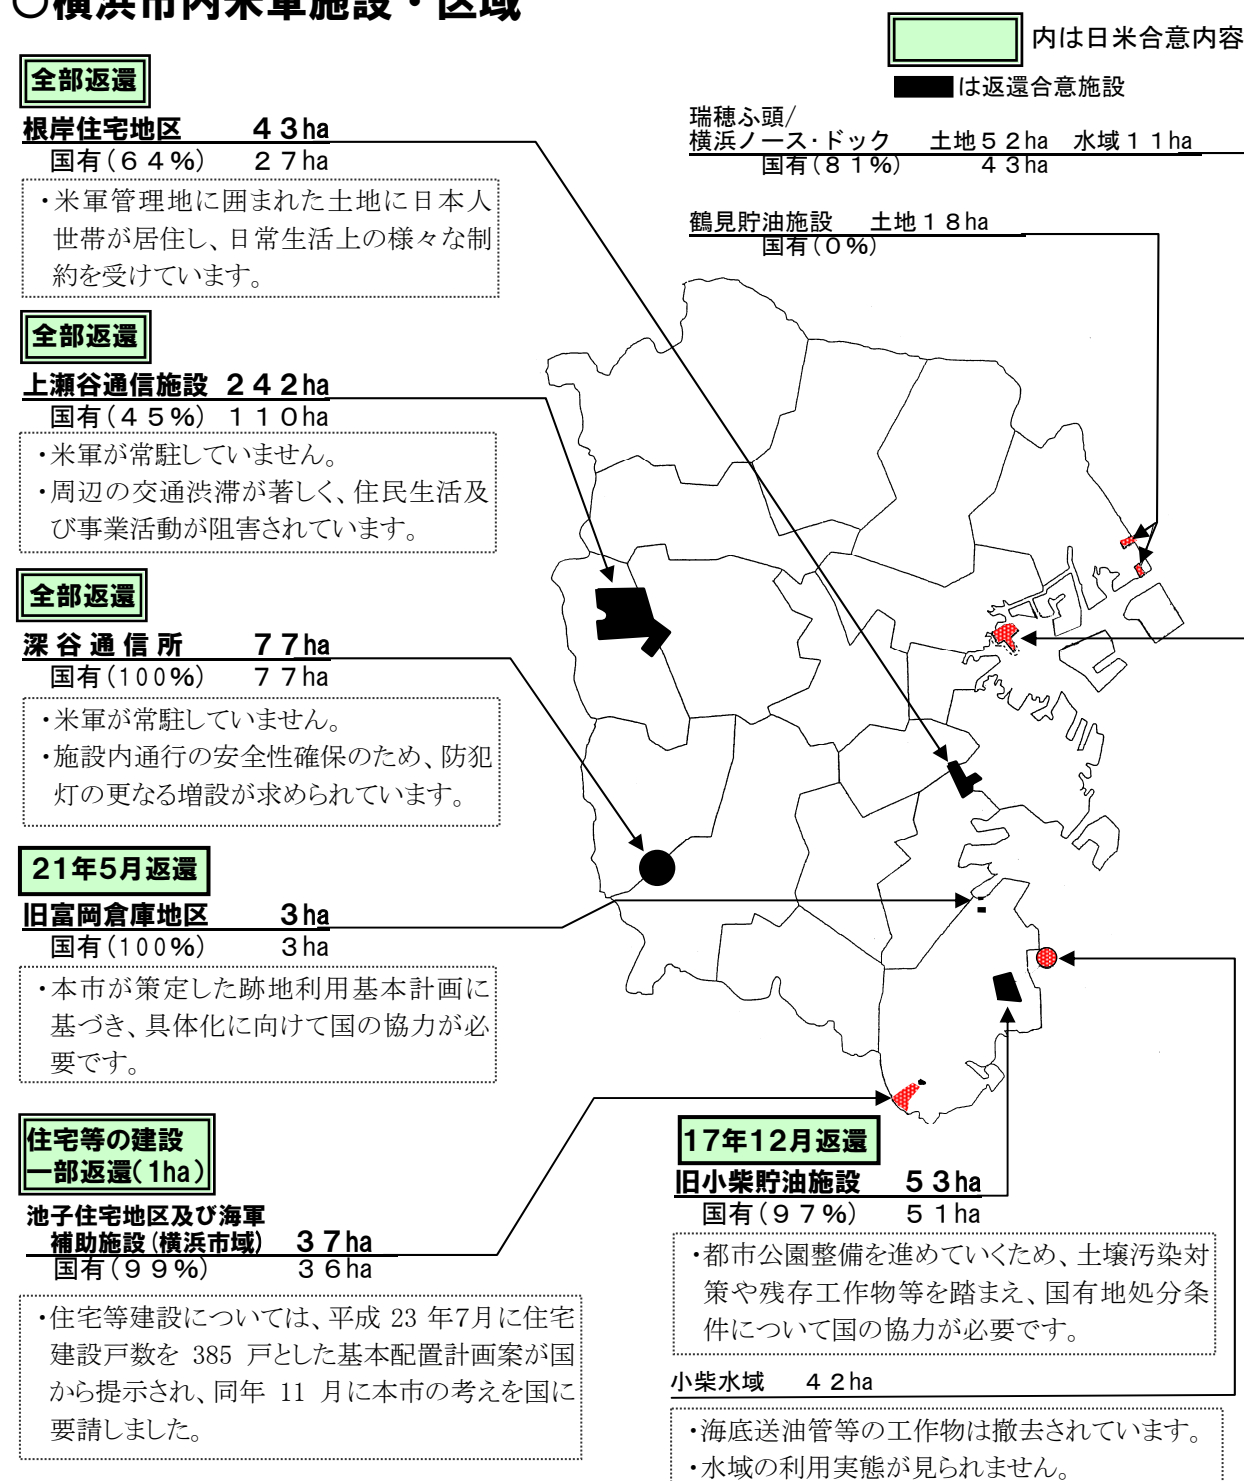 〇横浜市内米軍施設・区域
内は日米合意内容
は返還合意施設
全部返還
根岸住宅地区　４３ha
国有（６４％）　２７ha
・米軍管理地に囲まれた土地に日本人
世帯が居住し、日常生活上の様々な制
約を受けています。
瑞穂ふ頭/
横浜ノース・ドック　土地５２ha　水域１１ha
国有（８１％）　４３ha
鶴見貯油施設　土地１８ha
国有（０％）
全部返還
上瀬谷通信施設　２４２ha
国有（４５％）　１１０ha
・米軍が常駐していません。
・周辺の交通渋滞が著しく、住民生活及
び事業活動が阻害されています。
全部返還
深谷通信所　７７ha
国有（100％）　７７ha
・米軍が常駐していません。
・施設内通行の安全性確保のため、防犯
灯の更なる増設が求められています。
21年5月返還
旧富岡倉庫地区　３ha
国有（100％）　３ha
・本市が策定した跡地利用基本計画に
基づき、具体化に向けて国の協力が必
要です。
住宅等の建設
一部返還（1ha）
池子住宅地区及び海軍
補助施設（横浜市域）　３７ha
国有（９９％）　３６ha
・住宅等建設については、平成 23 年7月に住宅
建設戸数を 385 戸とした基本配置計画案が国
から提示され、同年 11 月に本市の考えを国に
要請しました。
17年12月返還
旧小柴貯油施設　５３ha
国有（９７％）　５１ha
・都市公園整備を進めていくため、土壌汚染対
策や残存工作物等を踏まえ、国有地処分条
件について国の協力が必要です。
小柴水域　４２ha
・海底送油管等の工作物は撤去されています。
・水域の利用実態が見られません。